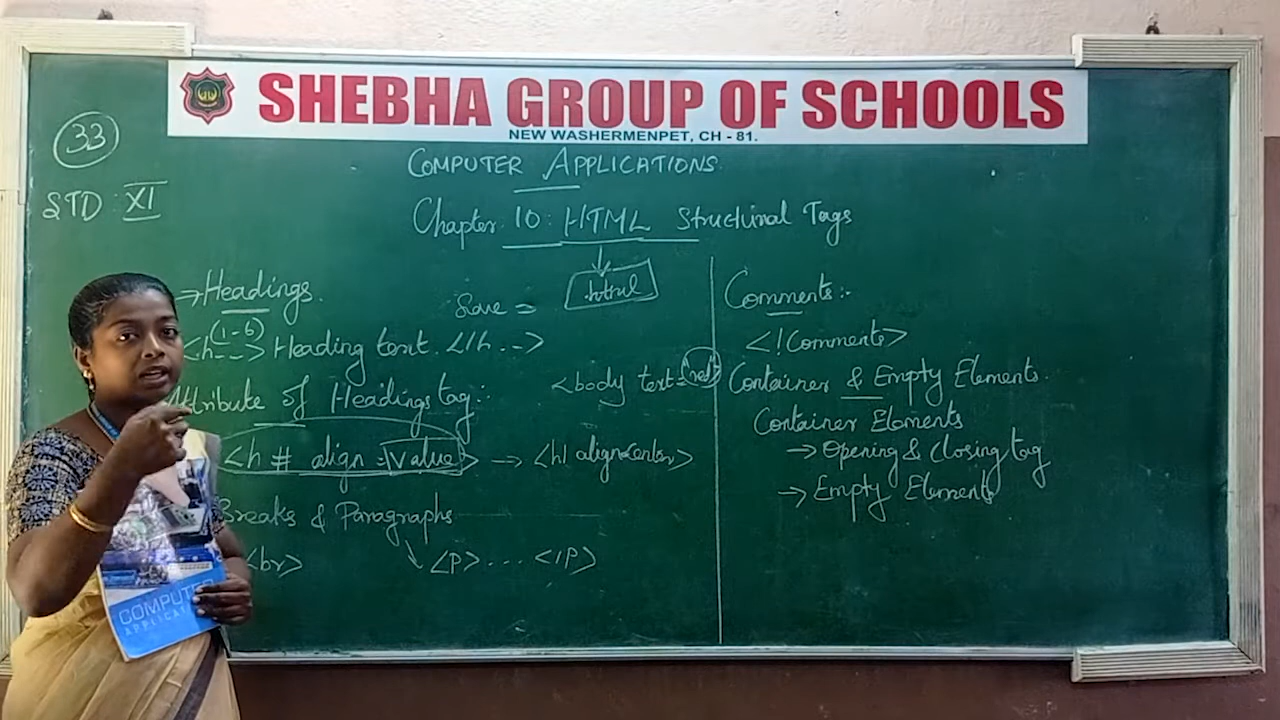 SHEBHA GROUP OF SCHOOLS
NEW WASHERMENPET, CH - 81.
33
STD : XI
COMPUTER APPLICATIONS
Chapter 10: HTML Structural Tags
→ Headings.
Save = .html
(1-6)
<h--> Heading text. </h --->
Attribute of Headings tag:
<body text=red>
<h # align = Value> → <h1 align=center>
Breaks & Paragraphs
<br>
<P> ... </P>
Comments:-
<!Comments>
Container & Empty Elements.
Container Elements
→ Opening & Closing tag
→ Empty Elements
COMPUTER
APPLICAT